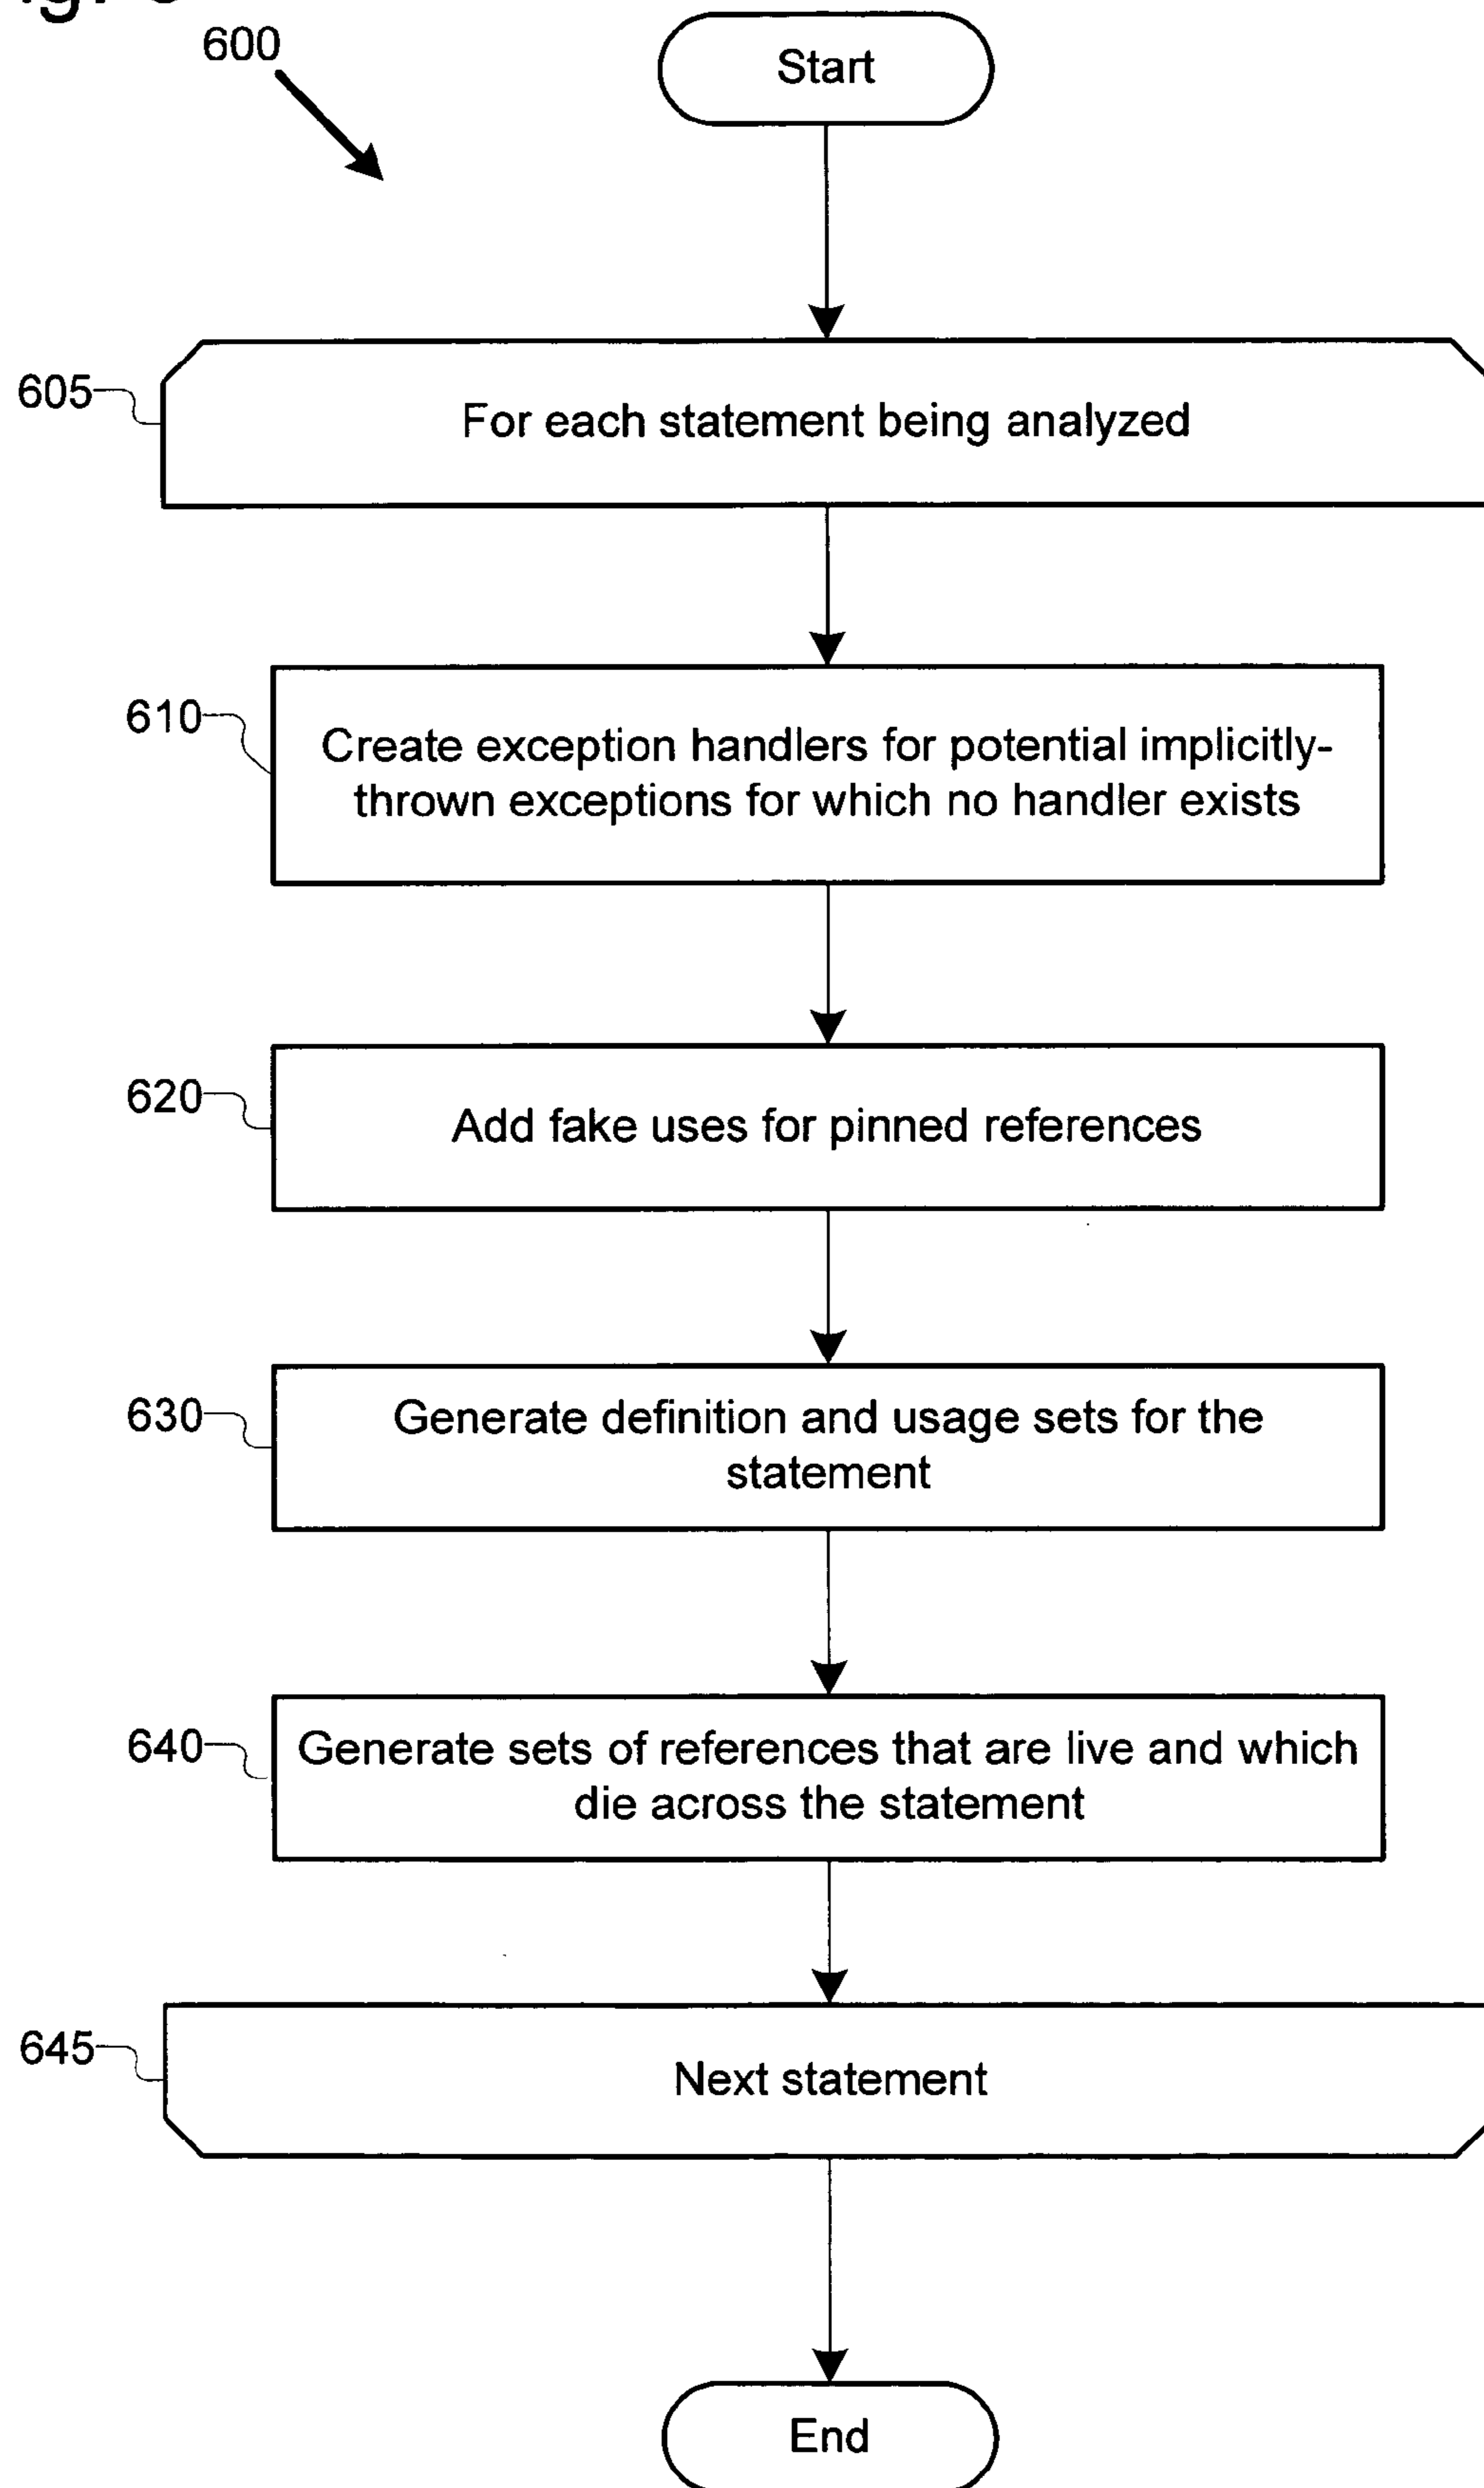 600
Start
605
For each statement being analyzed
610
Create exception handlers for potential implicitly-
thrown exceptions for which no handler exists
620
Add fake uses for pinned references
630
Generate definition and usage sets for the
statement
640
Generate sets of references that are live and which
die across the statement
645
Next statement
End